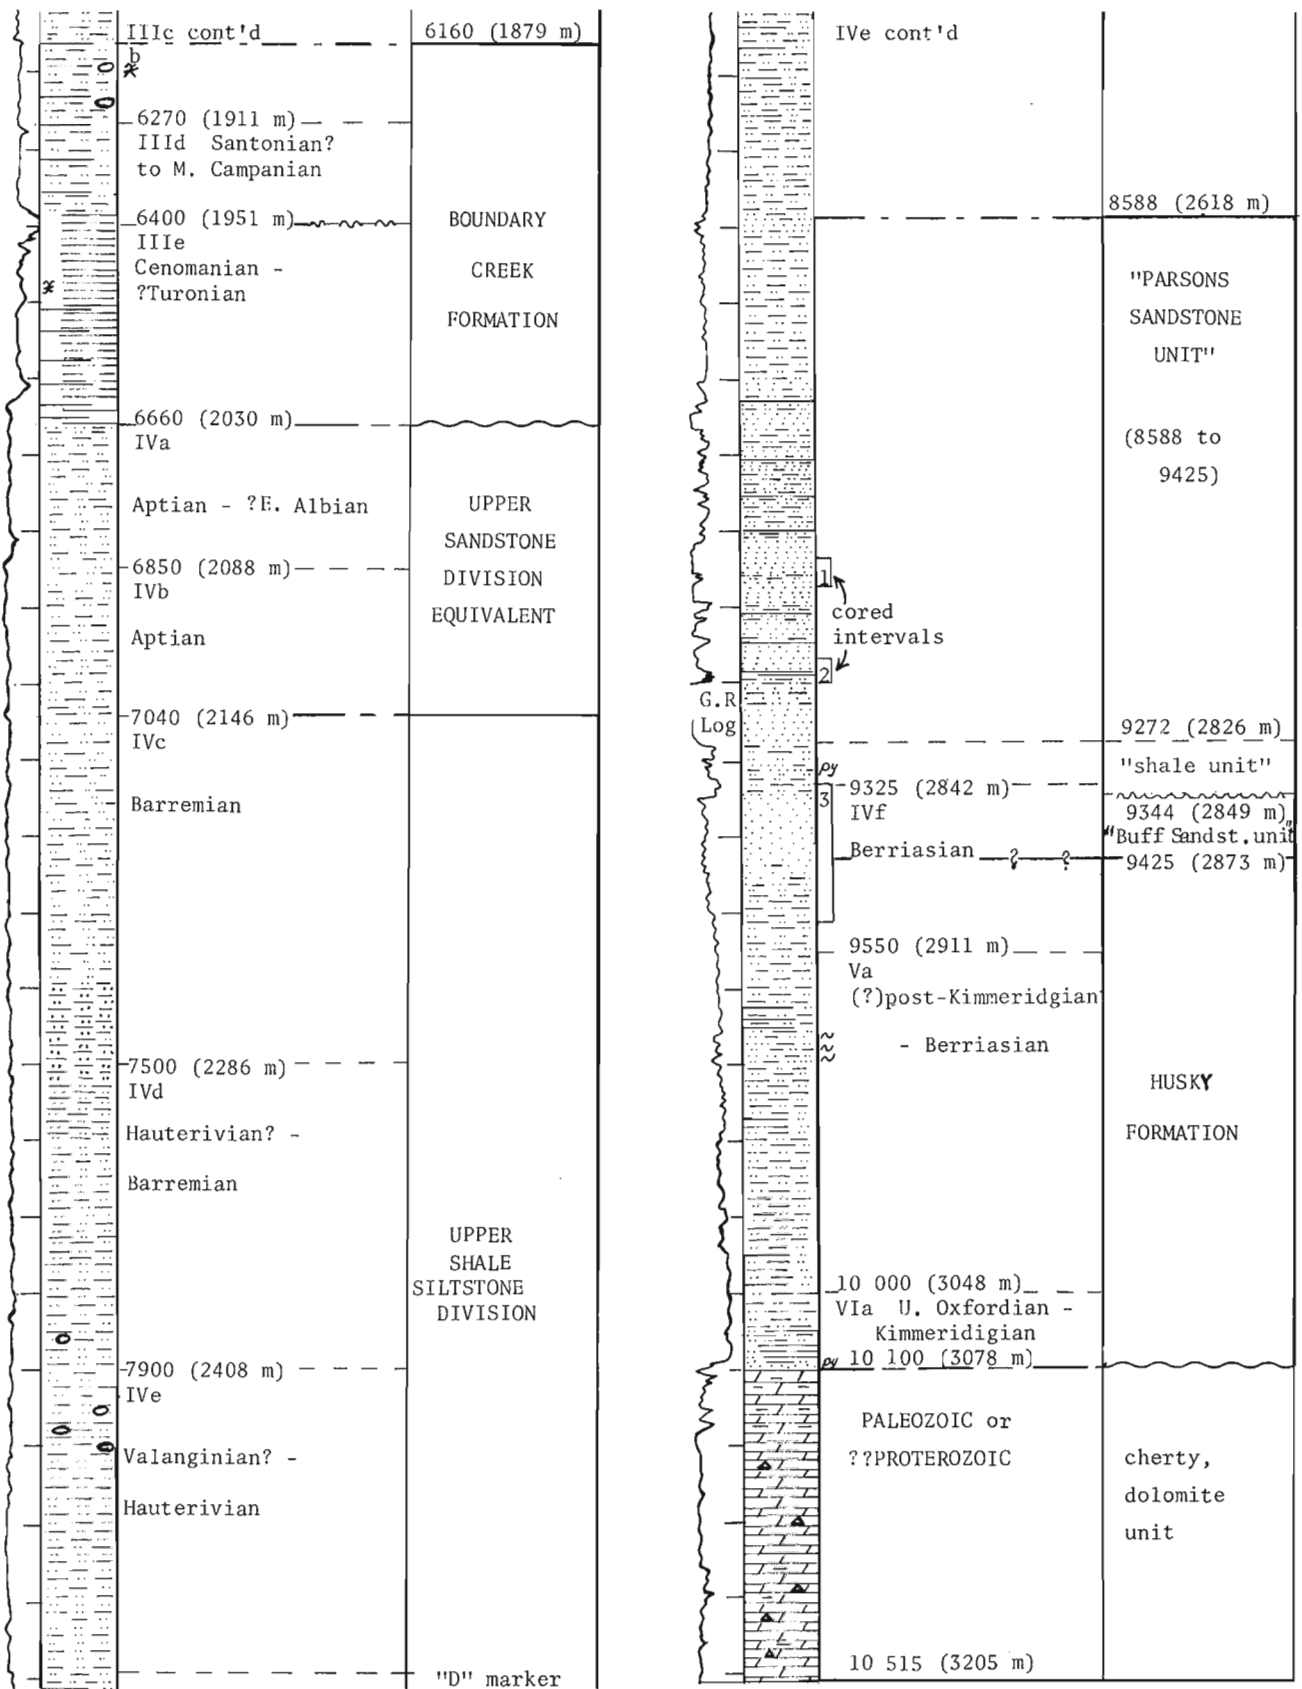 IIIc cont'd
6160 (1879 m)
b
6270 (1911 m)
IIId Santonian?
to M. Campanian
6400 (1951 m)
IIIe
Cenomanian -
?Turonian
BOUNDARY
CREEK
FORMATION
6660 (2030 m)
IVa
Aptian - ?E. Albian
6850 (2088 m)
IVb
Aptian
UPPER
SANDSTONE
DIVISION
EQUIVALENT
7040 (2146 m)
IVc
Barremian
7500 (2286 m)
IVd
Hauterivian? -
Barremian
UPPER
SHALE
SILTSTONE
DIVISION
7900 (2408 m)
IVe
Valanginian? -
Hauterivian
"D" marker
IVe cont'd
8588 (2618 m)
"PARSONS
SANDSTONE
UNIT"
(8588 to
9425)
1
cored
intervals
2
G.R
Log
9272 (2826 m)
"shale unit"
py
9325 (2842 m)
3
IVf
9344 (2849 m)
"Buff Sandst. unit"
Berriasian ? ?
9425 (2873 m)
9550 (2911 m)
Va
(?)post-Kimmeridgian
- Berriasian
HUSKY
FORMATION
10 000 (3048 m)
VIa U. Oxfordian -
Kimmeridigian
py 10 100 (3078 m)
PALEOZOIC or
??PROTEROZOIC
cherty,
dolomite
unit
10 515 (3205 m)